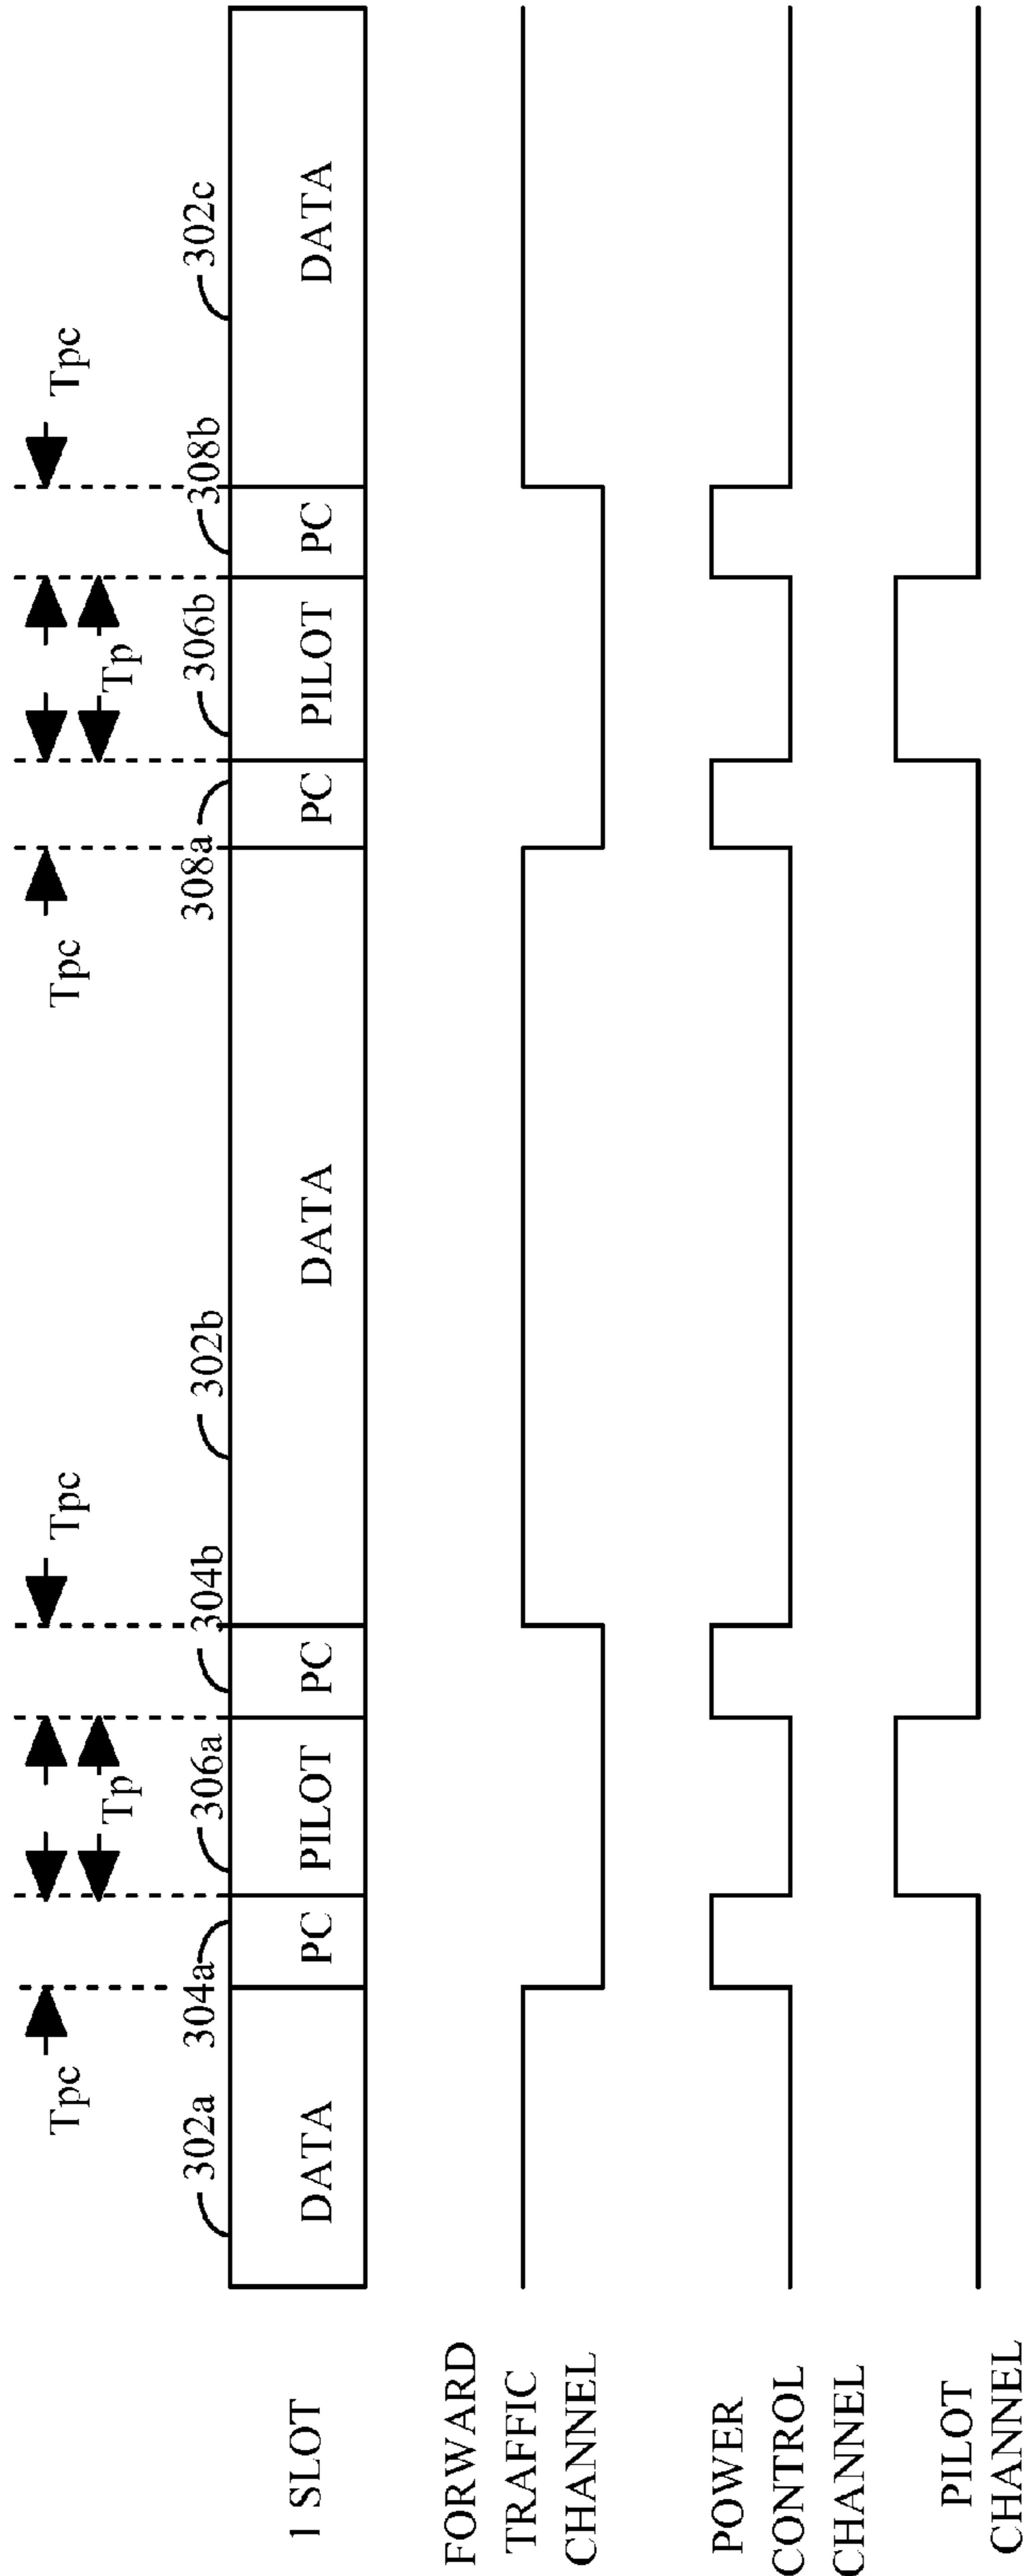 Tpc
Tp
Tpc
Tpc
Tp
Tpc
302a
304a
306a
304b
302b
308a
306b
308b
302c
1 SLOT
DATA
PC
PILOT
PC
DATA
PC
PILOT
PC
DATA
FORWARD
TRAFFIC
CHANNEL
POWER
CONTROL
CHANNEL
PILOT
CHANNEL